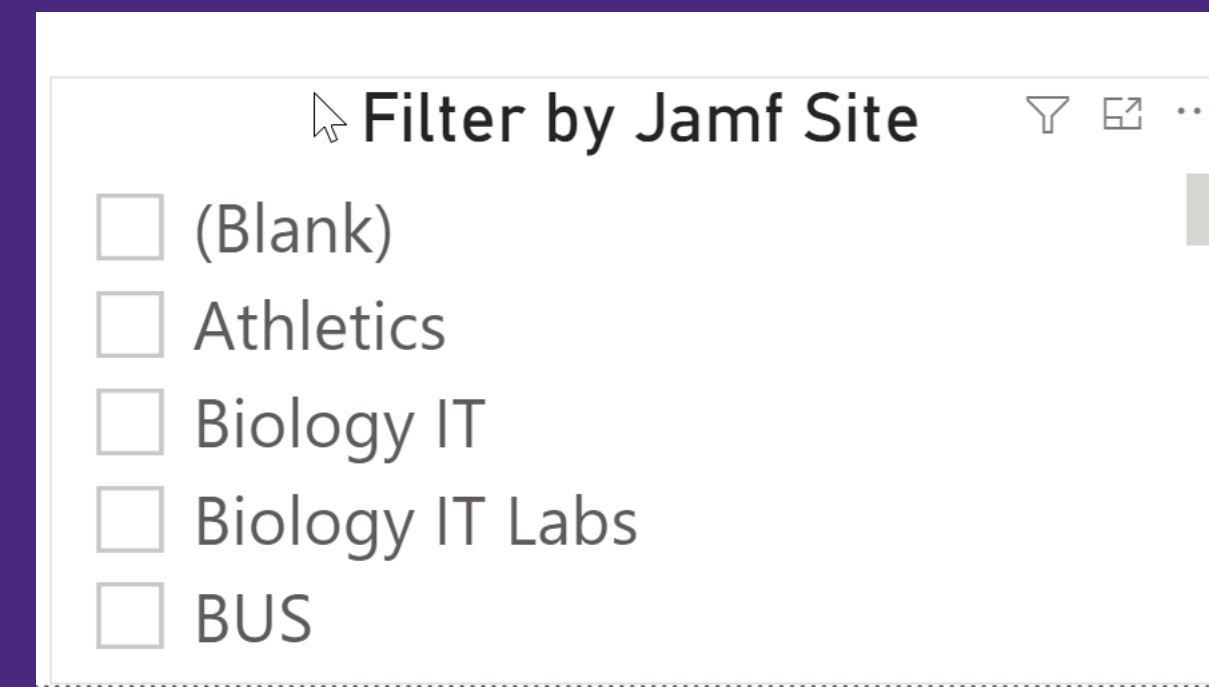 Filter by Jamf Site
(Blank)
Athletics
Biology IT
Biology IT Labs
BUS